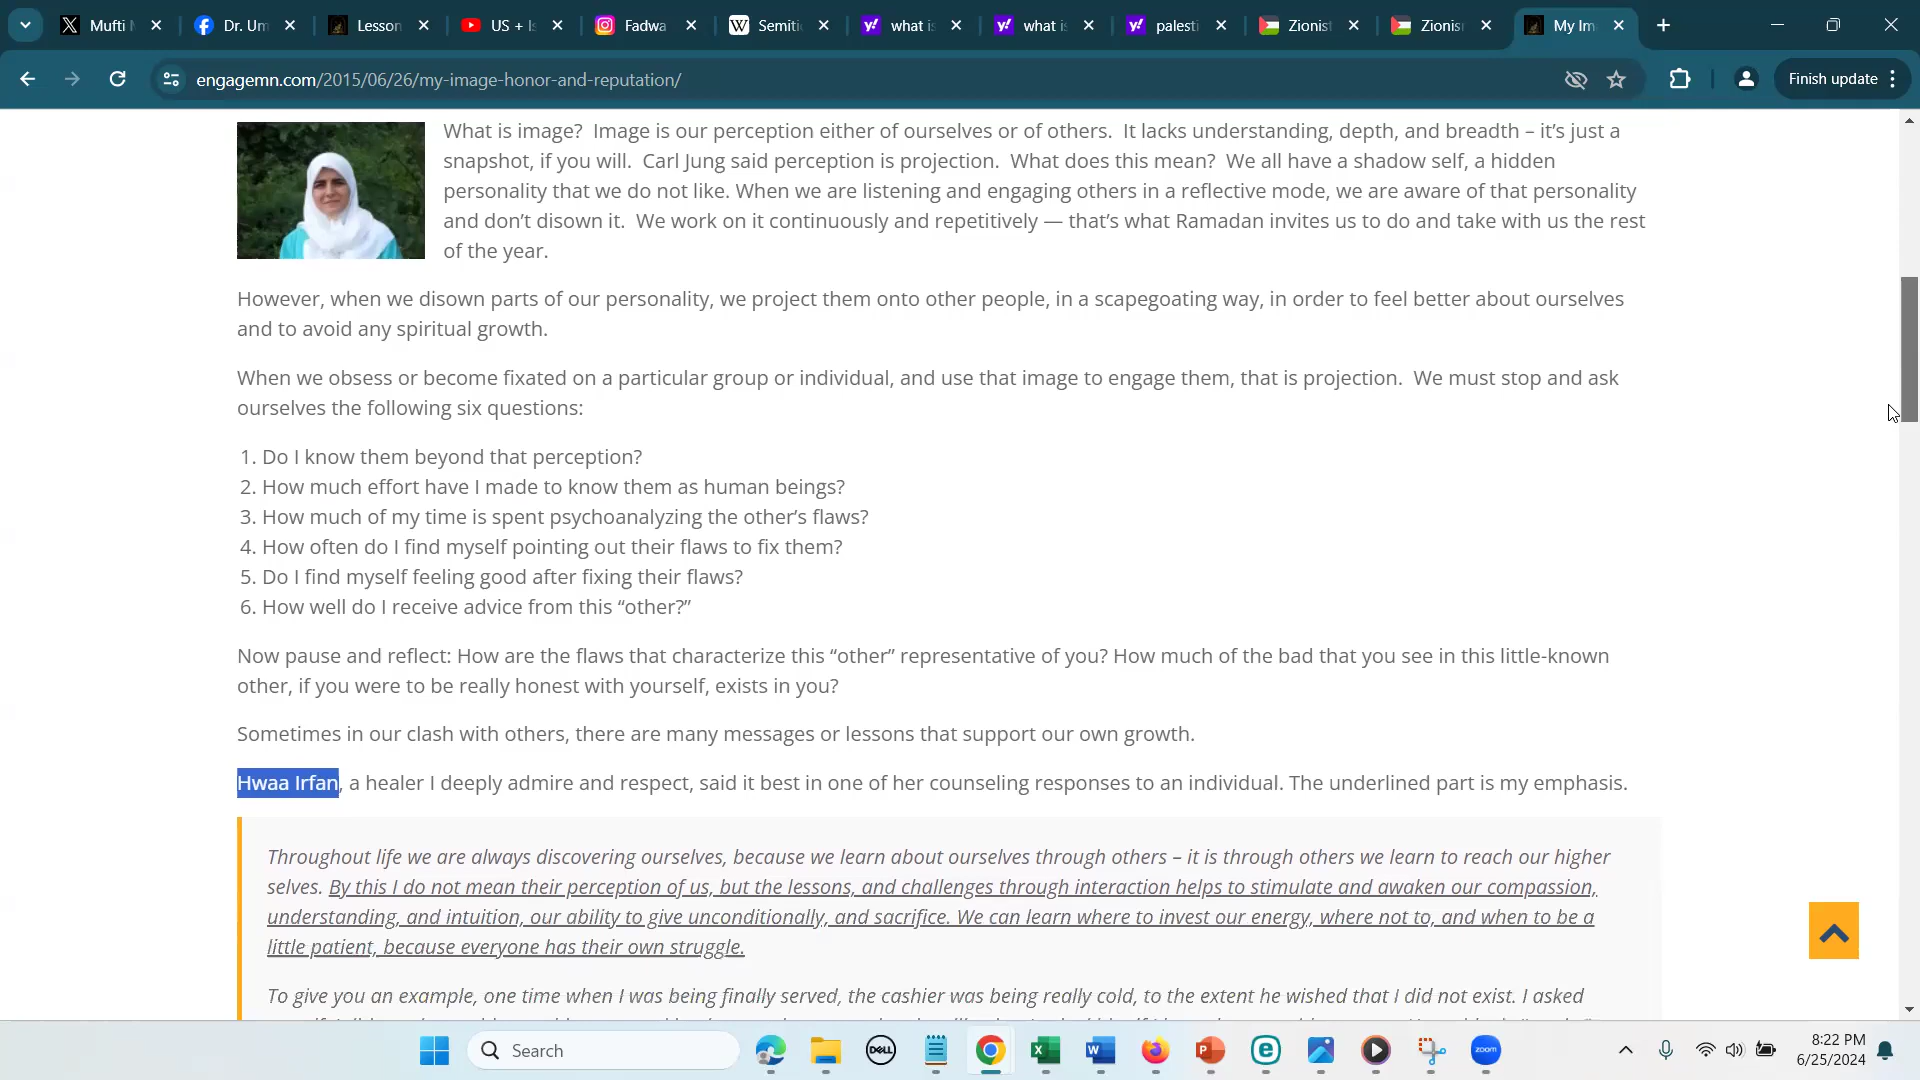 Mufti
Dr. Um
Lesson
US + Is
Fadwa
Semitic
what is
what is
palesti
Zionist
Zionism
My Im
engagemn.com/2015/06/26/my-image-honor-and-reputation/
Finish update
What is image?  Image is our perception either of ourselves or of others.  It lacks understanding, depth, and breadth – it’s just a
snapshot, if you will.  Carl Jung said perception is projection.  What does this mean?  We all have a shadow self, a hidden
personality that we do not like. When we are listening and engaging others in a reflective mode, we are aware of that personality
and don’t disown it.  We work on it continuously and repetitively — that’s what Ramadan invites us to do and take with us the rest
of the year.
However, when we disown parts of our personality, we project them onto other people, in a scapegoating way, in order to feel better about ourselves
and to avoid any spiritual growth.
When we obsess or become fixated on a particular group or individual, and use that image to engage them, that is projection.  We must stop and ask
ourselves the following six questions:
1. Do I know them beyond that perception?
2. How much effort have I made to know them as human beings?
3. How much of my time is spent psychoanalyzing the other’s flaws?
4. How often do I find myself pointing out their flaws to fix them?
5. Do I find myself feeling good after fixing their flaws?
6. How well do I receive advice from this “other?”
Now pause and reflect: How are the flaws that characterize this “other” representative of you? How much of the bad that you see in this little-known
other, if you were to be really honest with yourself, exists in you?
Sometimes in our clash with others, there are many messages or lessons that support our own growth.
Hwaa Irfan, a healer I deeply admire and respect, said it best in one of her counseling responses to an individual. The underlined part is my emphasis.
Throughout life we are always discovering ourselves, because we learn about ourselves through others – it is through others we learn to reach our higher
selves. By this I do not mean their perception of us, but the lessons, and challenges through interaction helps to stimulate and awaken our compassion,
understanding, and intuition, our ability to give unconditionally, and sacrifice. We can learn where to invest our energy, where not to, and when to be a
little patient, because everyone has their own struggle.
To give you an example, one time when I was being finally served, the cashier was being really cold, to the extent he wished that I did not exist. I asked
Search
DELL
zoom
8:22 PM
6/25/2024